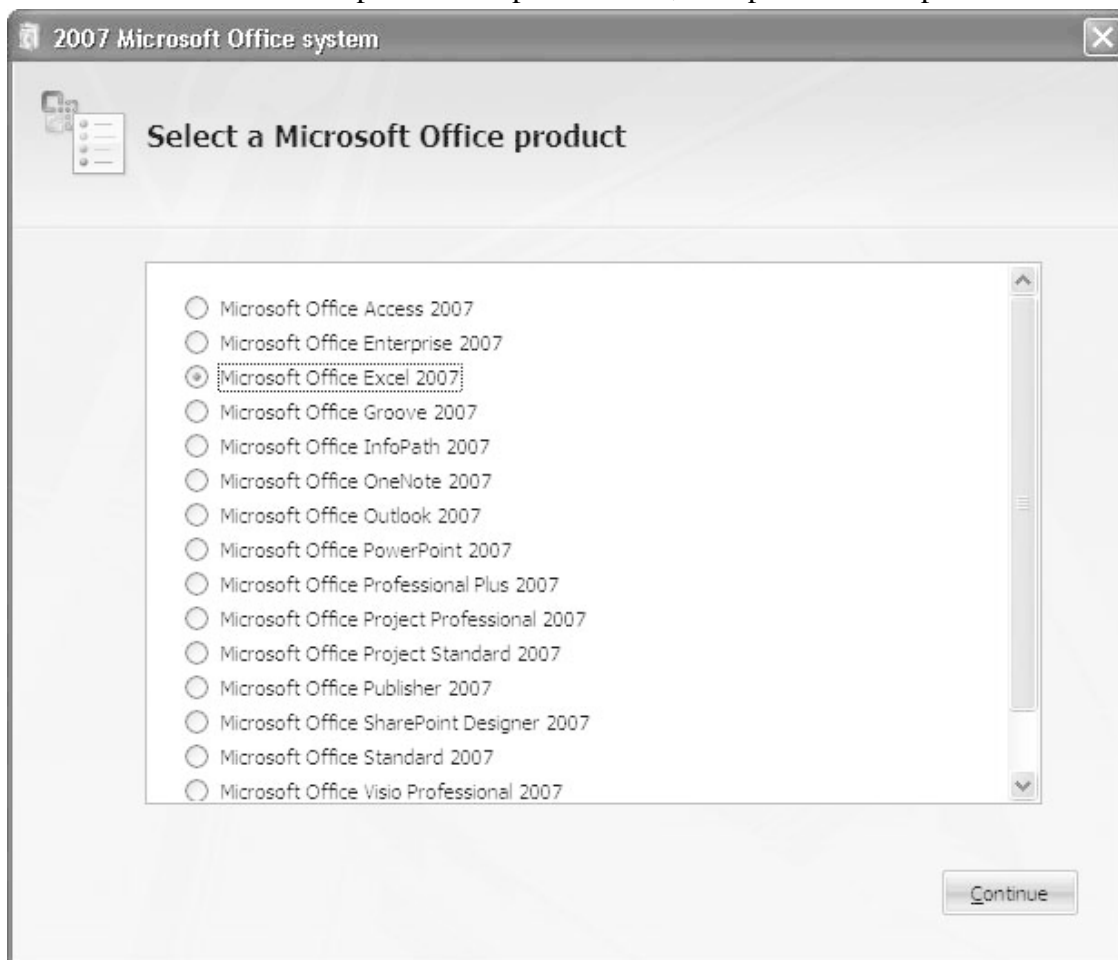 2007 Microsoft Office system
Select a Microsoft Office product
Microsoft Office Access 2007
Microsoft Office Enterprise 2007
Microsoft Office Excel 2007
Microsoft Office Groove 2007
Microsoft Office InfoPath 2007
Microsoft Office OneNote 2007
Microsoft Office Outlook 2007
Microsoft Office PowerPoint 2007
Microsoft Office Professional Plus 2007
Microsoft Office Project Professional 2007
Microsoft Office Project Standard 2007
Microsoft Office Publisher 2007
Microsoft Office SharePoint Designer 2007
Microsoft Office Standard 2007
Microsoft Office Visio Professional 2007
Continue